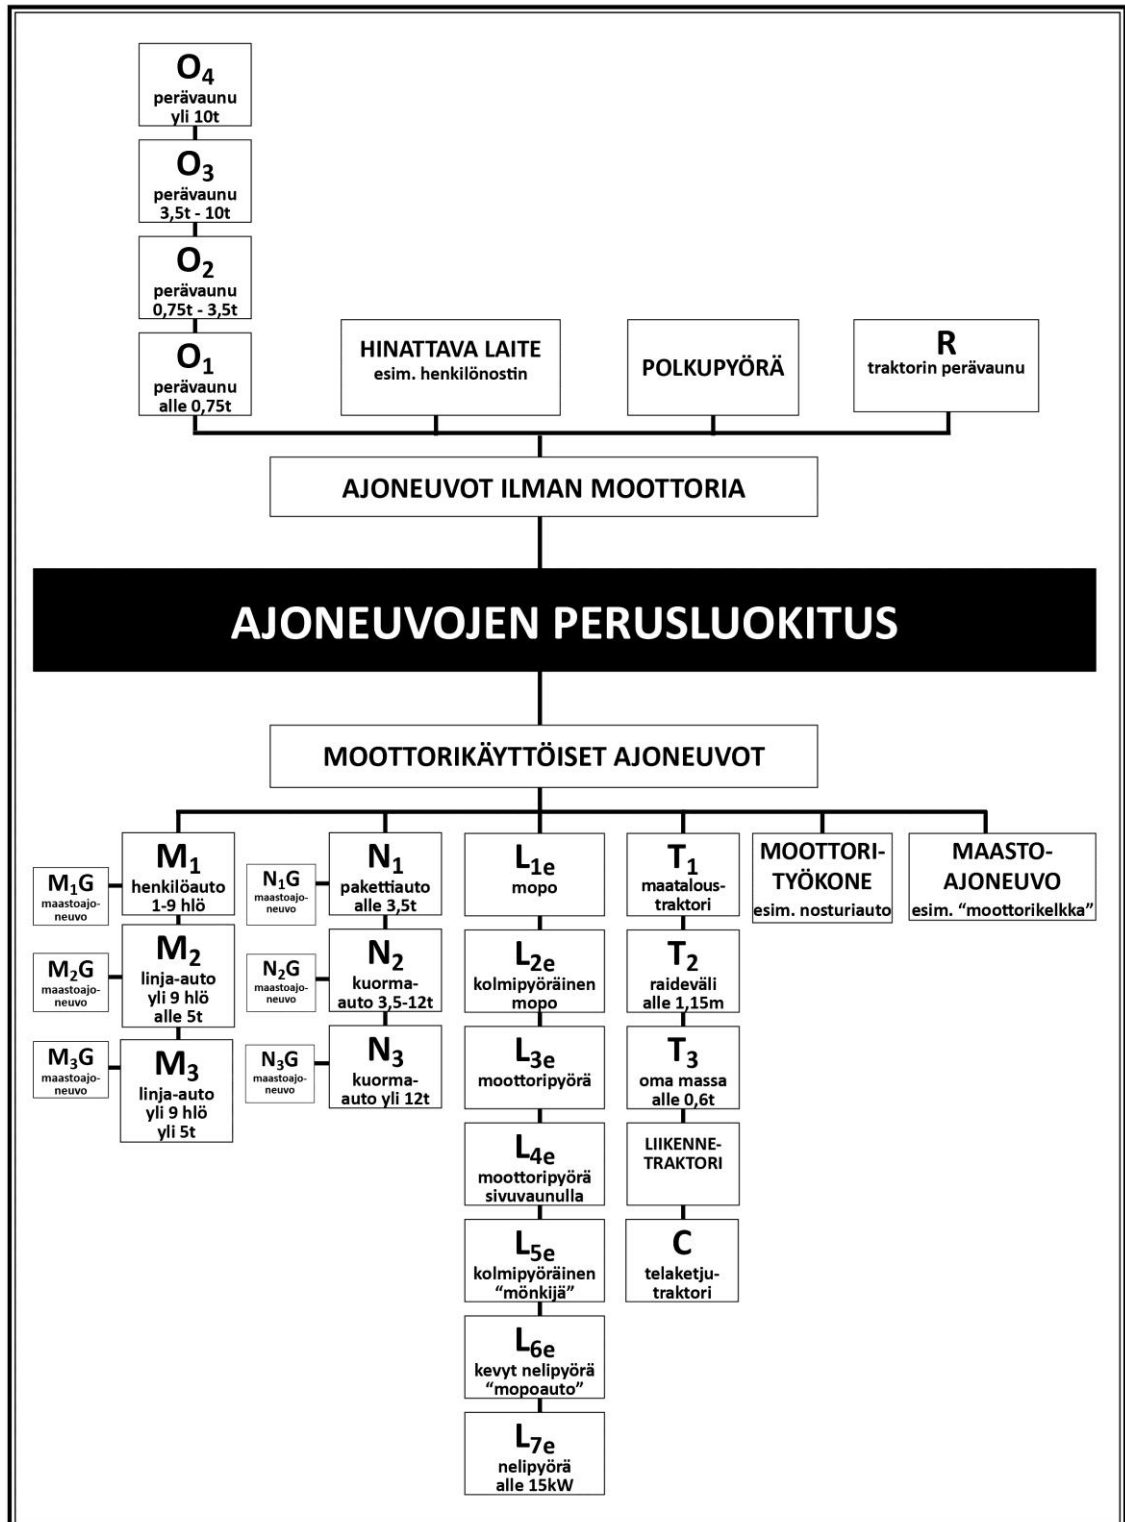 O4
perävaunu
yli 10t
O3
perävaunu
3,5t - 10t
O2
perävaunu
0,75t - 3,5t
O1
perävaunu
alle 0,75t
HINATTAVA LAITE
esim. henkilönostin
POLKUPYÖRÄ
R
traktorin perävaunu
AJONEUVOT ILMAN MOOTTORIA
AJONEUVOJEN PERUSLUOKITUS
MOOTTORIKÄYTTÖISET AJONEUVOT
M1
henkilöauto
1-9 hlö
M1G
maastoajo-
neuvo
M2
linja-auto
yli 9 hlö
alle 5t
M2G
maastoajo-
neuvo
M3
linja-auto
yli 9 hlö
yli 5t
M3G
maastoajo-
neuvo
N1
pakettiauto
alle 3,5t
N1G
maastoajo-
neuvo
N2
kuorma-
auto 3,5-12t
N2G
maastoajo-
neuvo
N3
kuorma-
auto yli 12t
N3G
maastoajo-
neuvo
L1e
mopo
L2e
kolmipyöräinen
mopo
L3e
moottoripyörä
L4e
moottoripyörä
sivuvaunulla
L5e
kolmipyöräinen
“mönkijä”
L6e
kevyt nelipyörä
“mopoauto”
L7e
nelipyörä
alle 15kW
T1
maatalous-
traktori
T2
raideväli
alle 1,15m
T3
oma massa
alle 0,6t
LIIKENNE-
TRAKTORI
C
telaketju-
traktori
MOOTTORI-
TYÖKONE
esim. nosturiauto
MAASTO-
AJONEUVO
esim. “moottorikelkka”